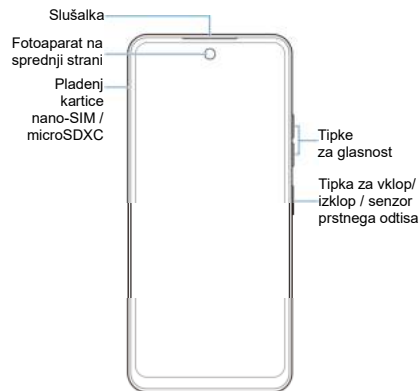 Slušalka
Fotoaparat na
sprednji strani
Pladenj
kartice
nano-SIM /
microSDXC
Tipke
za glasnost
Tipka za vklop/
izklop / senzor
prstnega odtisa